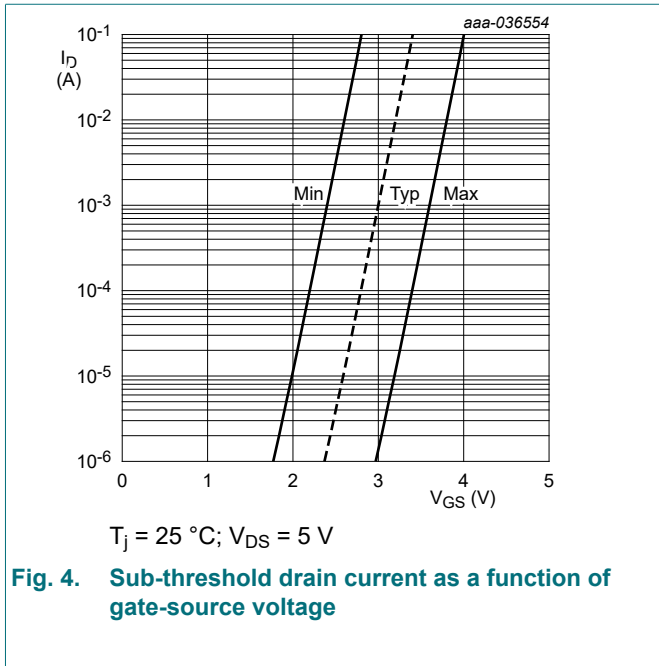 aaa-036554
I_D
(A)
10^-1
10^-2
10^-3
10^-4
10^-5
10^-6
Min Typ Max
0 1 2 3 4 5
V_GS (V)
T_j = 25 °C; V_DS = 5 V
Fig. 4. Sub-threshold drain current as a function of
gate-source voltage